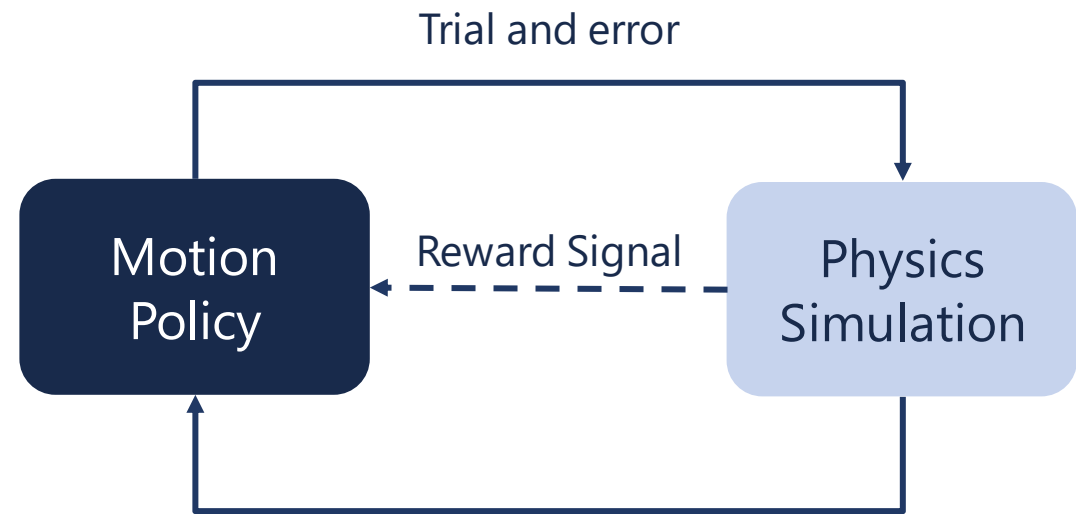 Trial and error
Motion
Policy
Reward Signal
Physics
Simulation